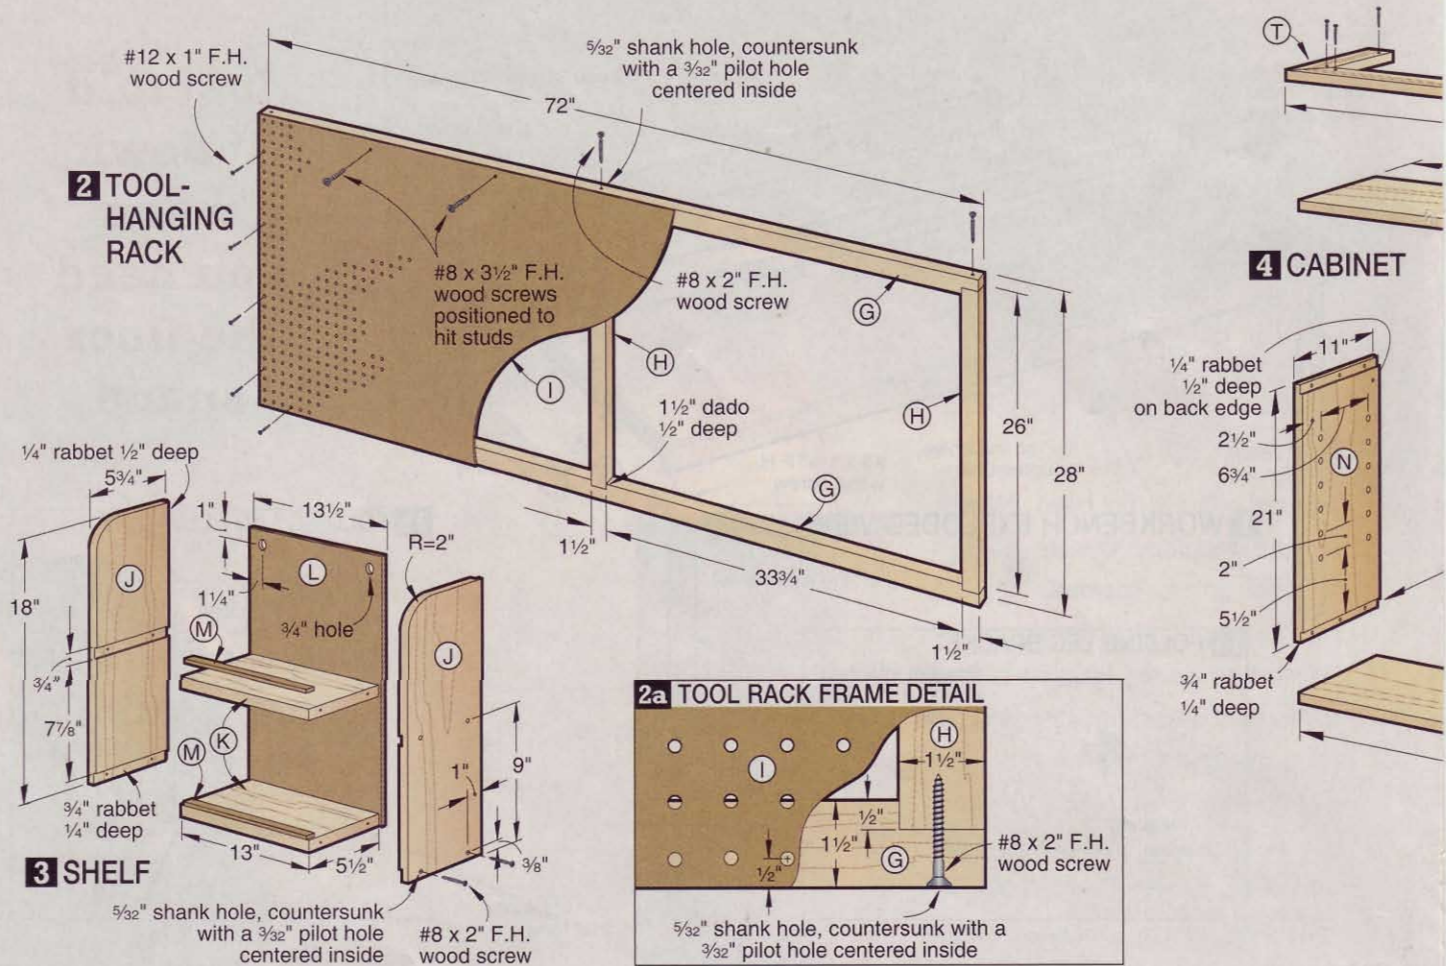 #12 x 1" F.H.
wood screw
5/32" shank hole, countersunk
with a 3/32" pilot hole
centered inside
72"
2 TOOL-
HANGING
RACK
#8 x 3½" F.H.
wood screws
positioned to
hit studs
#8 x 2" F.H.
wood screw
G
H
I
H
1½" dado
½" deep
G
26"
28"
1½"
33¾"
1½"
¼" rabbet ½" deep
5¾"
J
18"
¾"
7⅞"
¾" rabbet
¼" deep
1"
13½"
L
1¼"
¾" hole
M
K
M
13"
5½"
R=2"
J
1"
9"
⅜"
3 SHELF
5/32" shank hole, countersunk
with a 3/32" pilot hole
centered inside
#8 x 2" F.H.
wood screw
2a TOOL RACK FRAME DETAIL
I
H
1½"
½"
1½"
G
½"
#8 x 2" F.H.
wood screw
5/32" shank hole, countersunk with a
3/32" pilot hole centered inside
T
4 CABINET
11"
¼" rabbet
½" deep
on back edge
2½"
6¾"
N
21"
2"
5½"
¾" rabbet
¼" deep